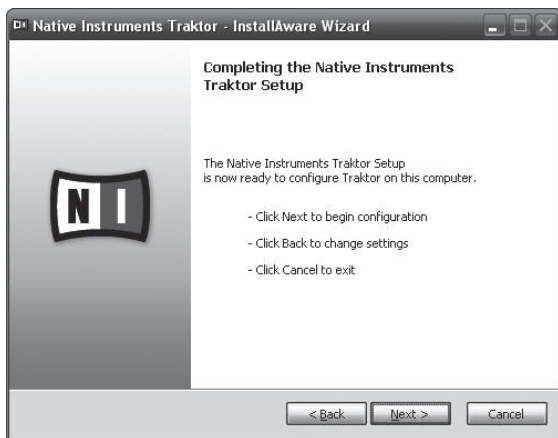 Native Instruments Traktor - InstallAware Wizard
Completing the Native Instruments
Traktor Setup
The Native Instruments Traktor Setup
is now ready to configure Traktor on this computer.
- Click Next to begin configuration
- Click Back to change settings
- Click Cancel to exit
N I
< Back
Next >
Cancel